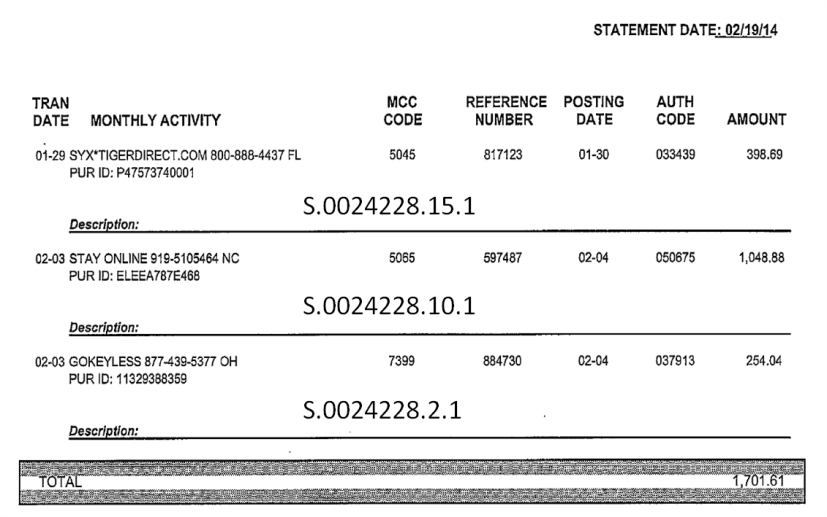 STATEMENT DATE: 02/19/14
TRAN DATE MONTHLY ACTIVITY MCC CODE REFERENCE NUMBER POSTING DATE AUTH CODE AMOUNT
01-29 SYX*TIGERDIRECT.COM 800-888-4437 FL 5045 817123 01-30 033439 398.69
PUR ID: P47573740001
S.0024228.15.1
Description:
02-03 STAY ONLINE 919-5105464 NC 5065 597487 02-04 050675 1,048.88
PUR ID: ELEEA787E468
S.0024228.10.1
Description:
02-03 GOKEYLESS 877-439-5377 OH 7399 884730 02-04 037913 254.04
PUR ID: 11329388359
S.0024228.2.1
Description:
TOTAL 1,701.61